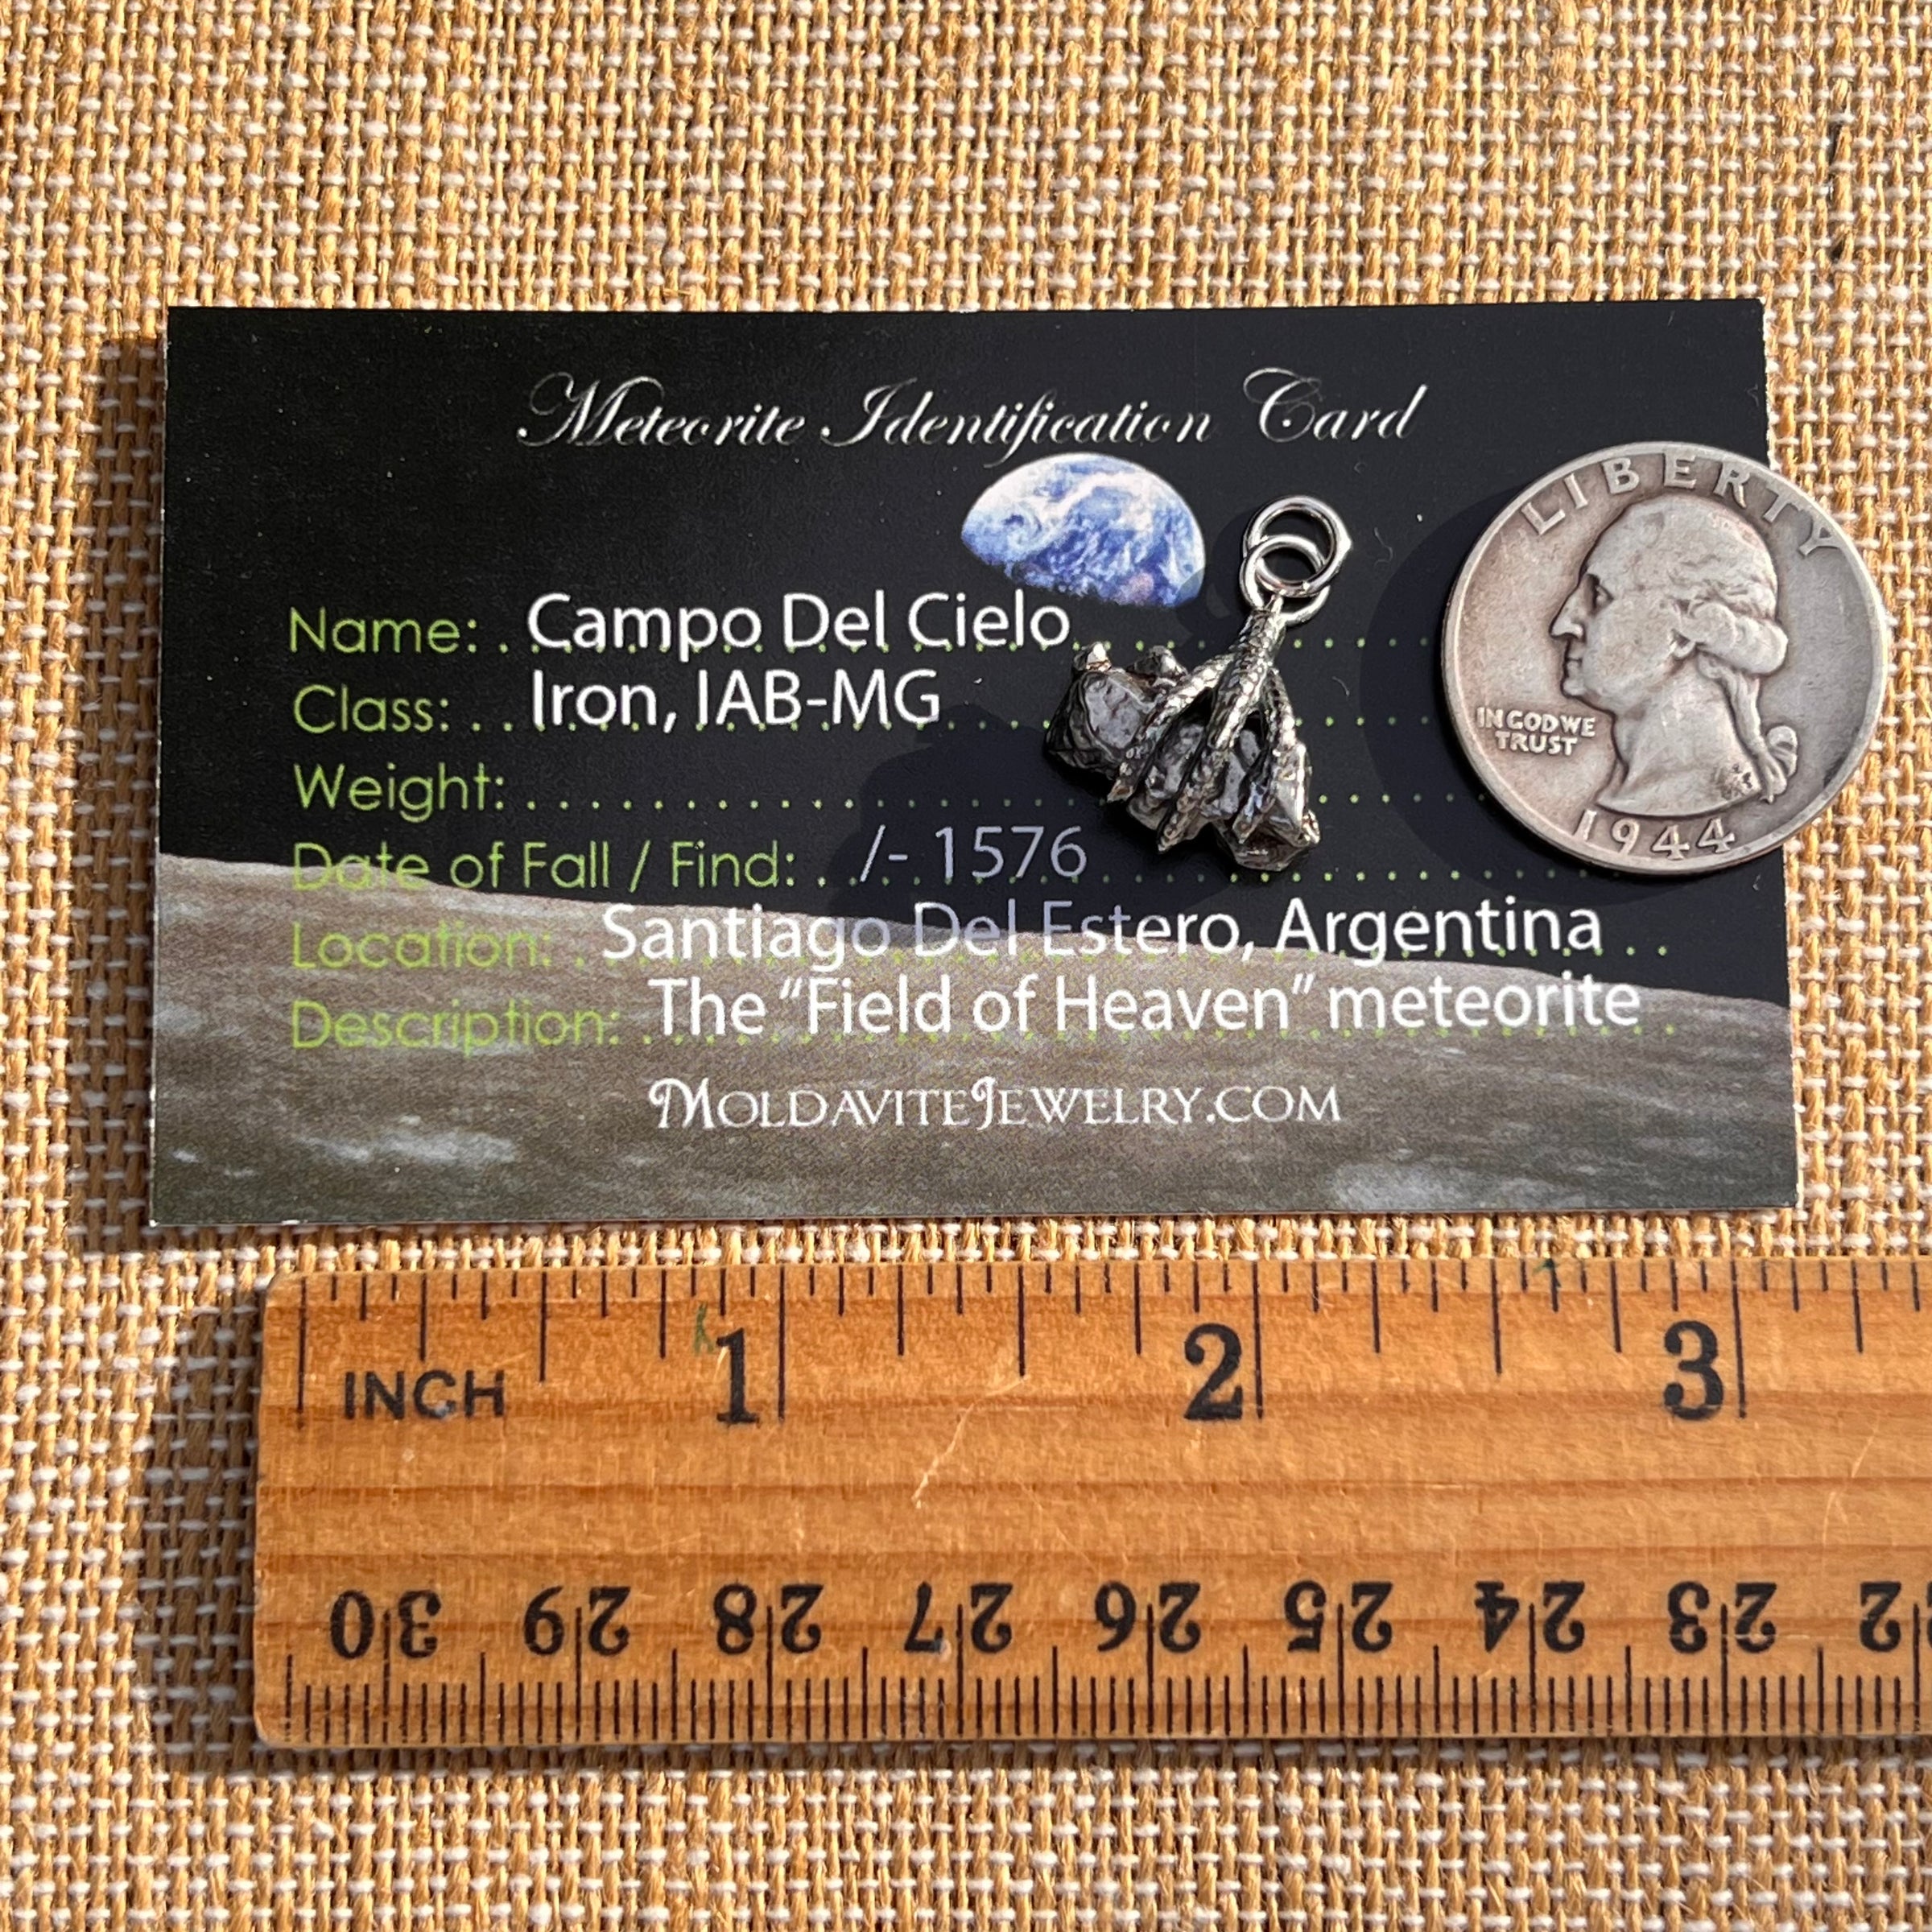 Meteorite Identification Card
Name: Campo Del Cielo
Class: Iron, IAB-MG
Weight:
Date of Fall / Find: /- 1576
Location: Santiago Del Estero, Argentina
Description: The “Field of Heaven” meteorite
MOLDAVITEJEWELRY.COM
LIBERTY
IN GOD WE
TRUST
1944
1 2 3
INCH
30 29 28 27 26 25 24 23